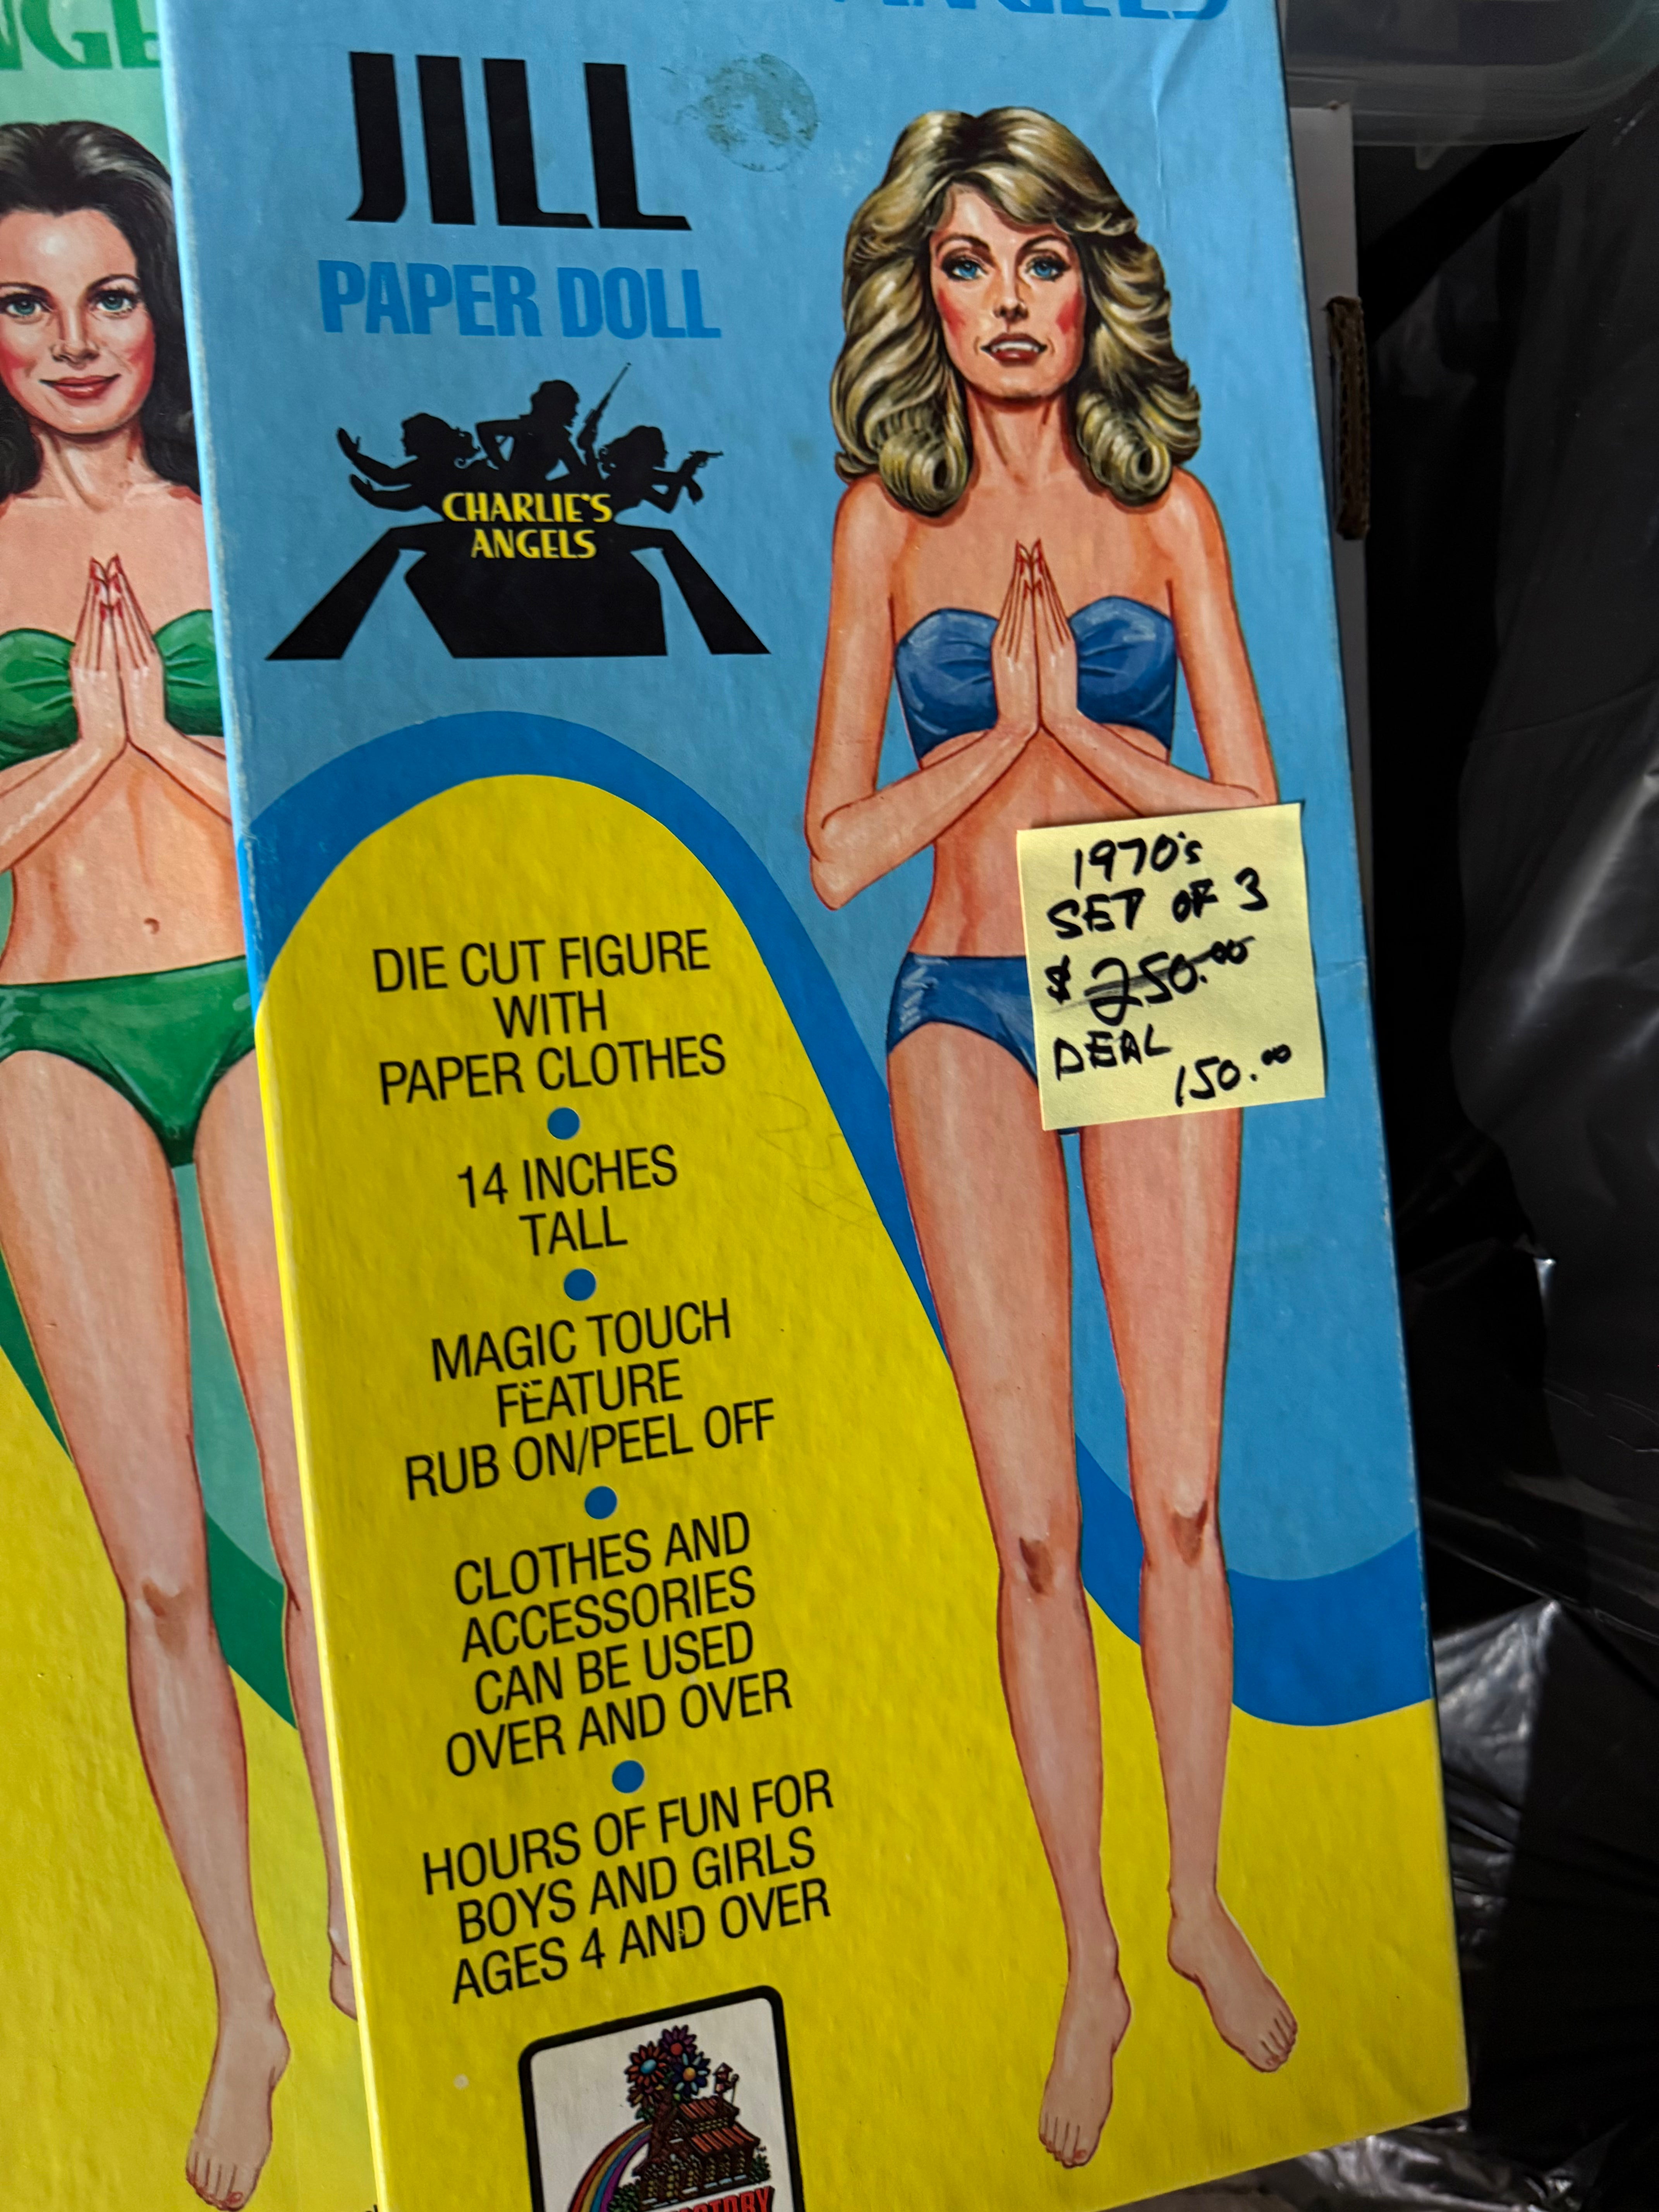 JILL
PAPER DOLL
CHARLIE'S
ANGELS
DIE CUT FIGURE
WITH
PAPER CLOTHES
14 INCHES
TALL
MAGIC TOUCH
FEATURE
RUB ON/PEEL OFF
CLOTHES AND
ACCESSORIES
CAN BE USED
OVER AND OVER
HOURS OF FUN FOR
BOYS AND GIRLS
AGES 4 AND OVER
1970's
SET OF 3
$ 250.00
DEAL
150.00